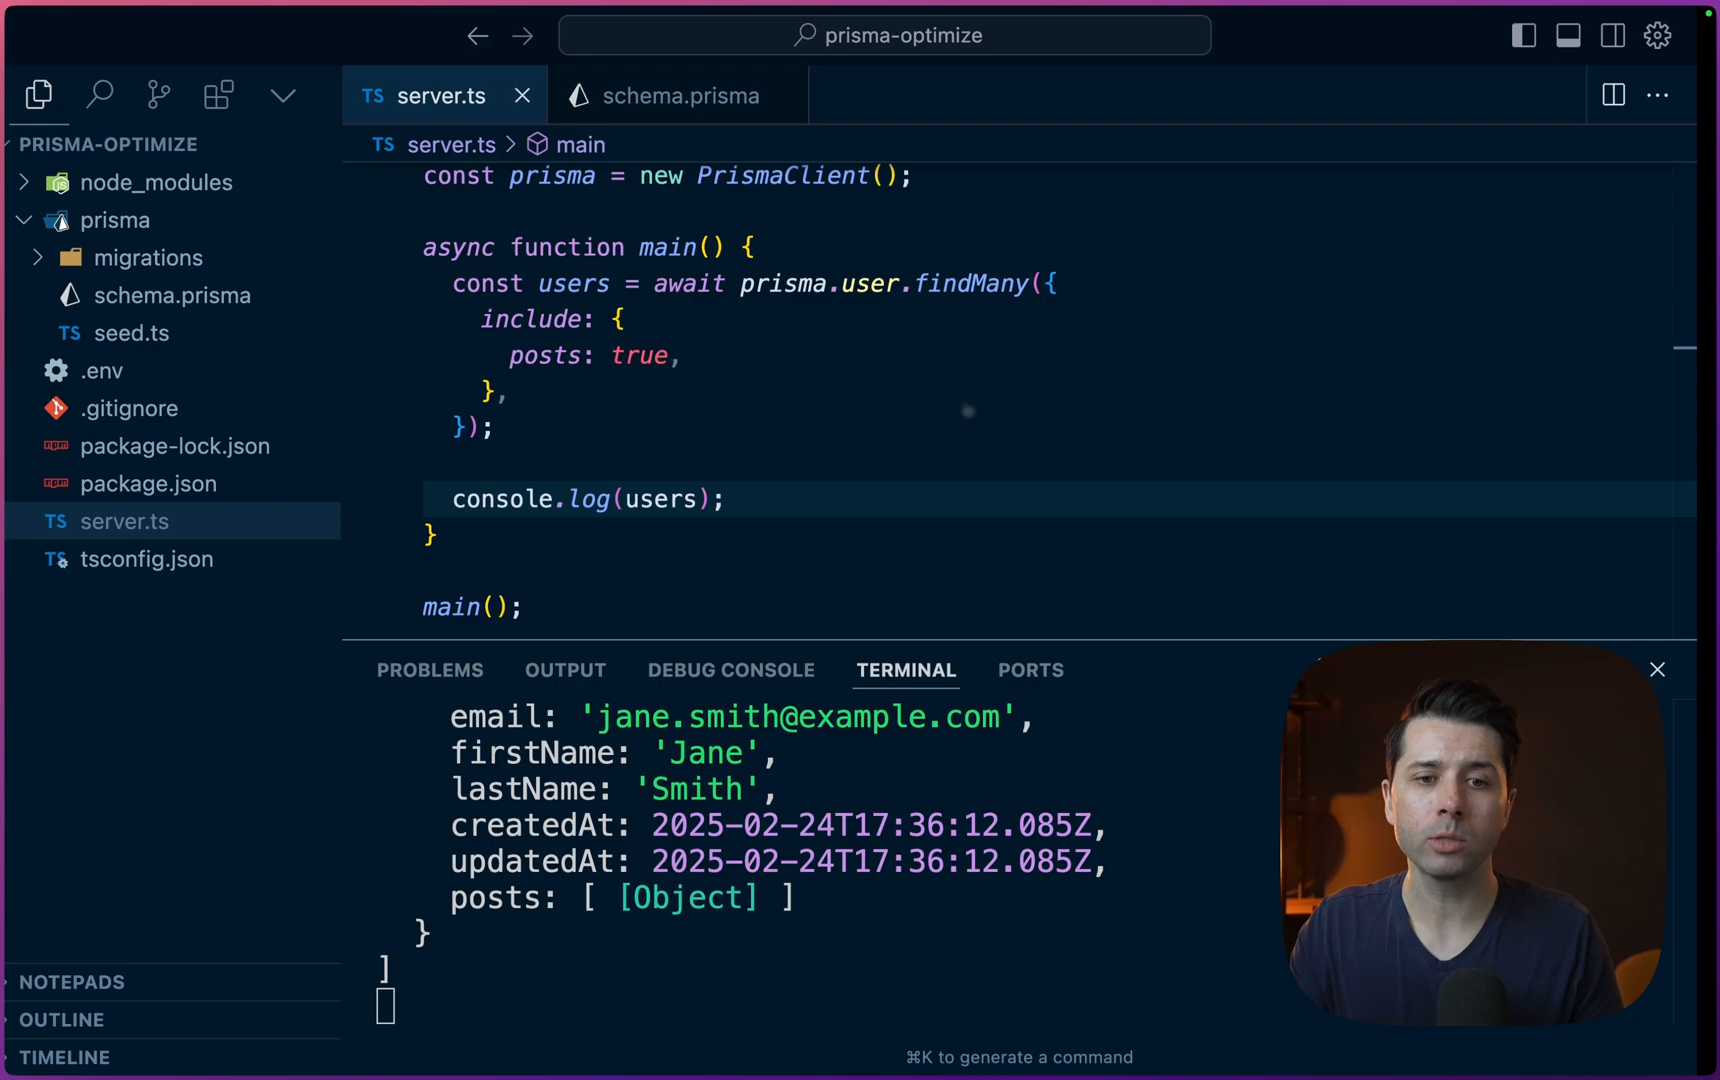 prisma-optimize
TS server.ts
schema.prisma
PRISMA-OPTIMIZE
node_modules
prisma
migrations
schema.prisma
TS seed.ts
.env
.gitignore
package-lock.json
package.json
TS server.ts
TS tsconfig.json
NOTEPADS
OUTLINE
TIMELINE
TS server.ts > main
const prisma = new PrismaClient();
async function main() {
const users = await prisma.user.findMany({
include: {
posts: true,
},
});
console.log(users);
}
main();
PROBLEMS OUTPUT DEBUG CONSOLE TERMINAL PORTS
email: 'jane.smith@example.com',
firstName: 'Jane',
lastName: 'Smith',
createdAt: 2025-02-24T17:36:12.085Z,
updatedAt: 2025-02-24T17:36:12.085Z,
posts: [ [Object] ]
}
]
⌘K to generate a command